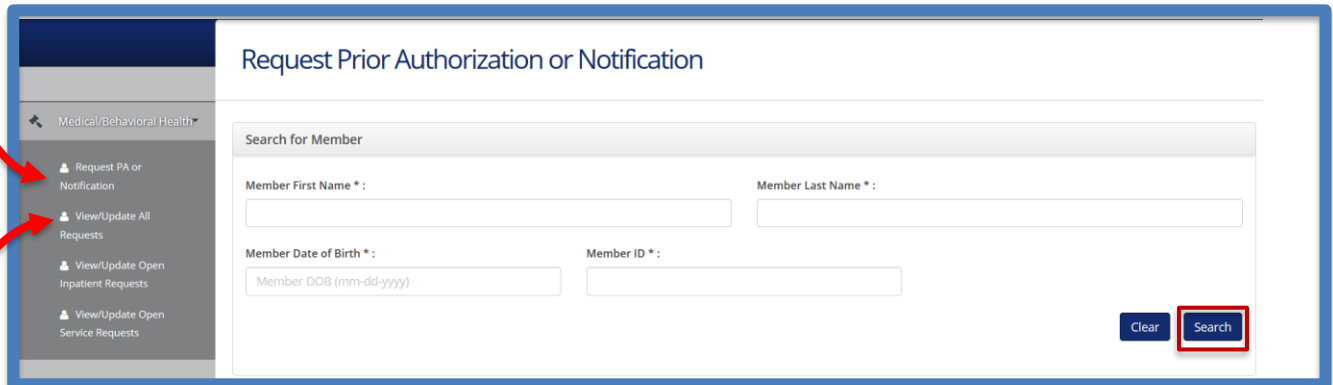 Request Prior Authorization or Notification
Medical/Behavioral Health
Request PA or
Notification
View/Update All
Requests
View/Update Open
Inpatient Requests
View/Update Open
Service Requests
Search for Member
Member First Name * :
Member Last Name * :
Member Date of Birth * :
Member ID * :
Member DOB (mm-dd-yyyy)
Clear
Search